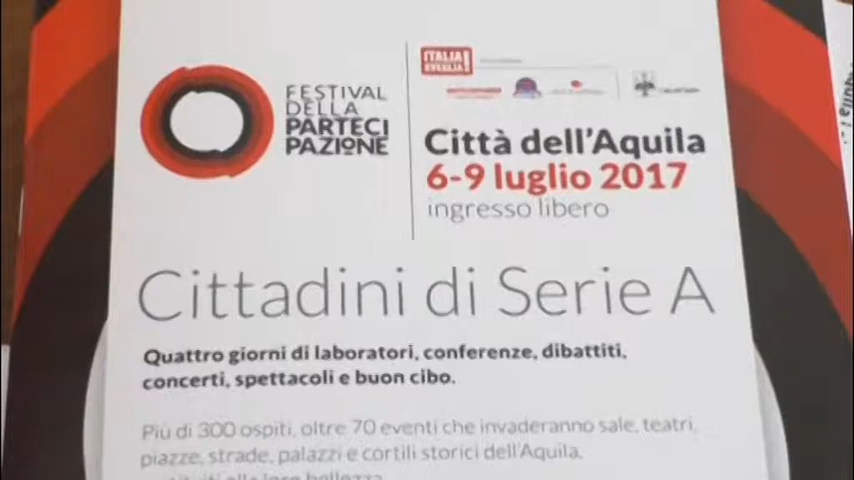 FESTIVAL
DELLA
PARTECI
PAZIONE
ITALIA
Città dell'Aquila
6-9 luglio 2017
ingresso libero
Cittadini di Serie A
Quattro giorni di laboratori, conferenze, dibattiti,
concerti, spettacoli e buon cibo.
Più di 300 ospiti, oltre 70 eventi che invaderanno sale, teatri,
piazze, strade, palazzi e cortili storici dell'Aquila,